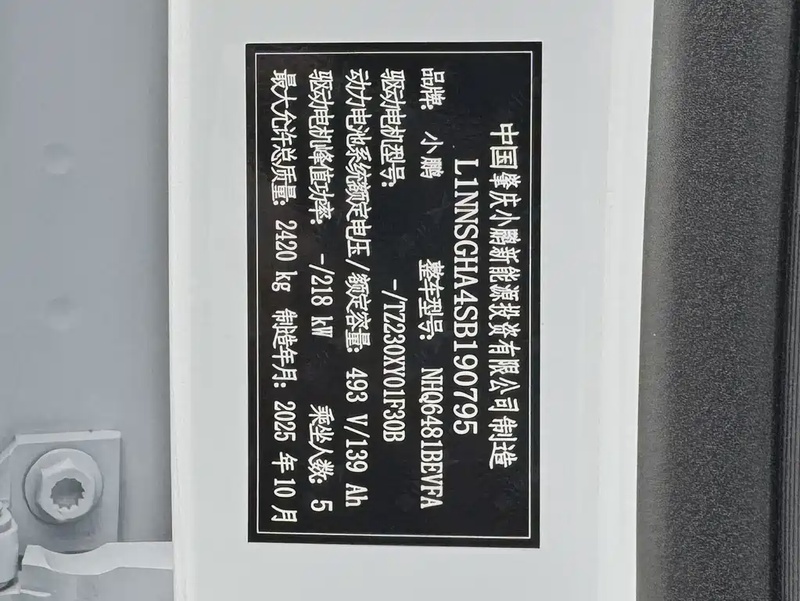 中国肇庆小鹏新能源投资有限公司制造
L1NNSGHA4SB190795
品牌: 小鹏 整车型号: NHQ6481BEVFA
驱动电机型号: -/TZ230XY01F30B
动力电池系统额定电压/额定容量: 493 V/139 Ah
驱动电机峰值功率: -/218 kW 乘坐人数: 5
最大允许总质量: 2420 kg 制造年月: 2025 年 10 月